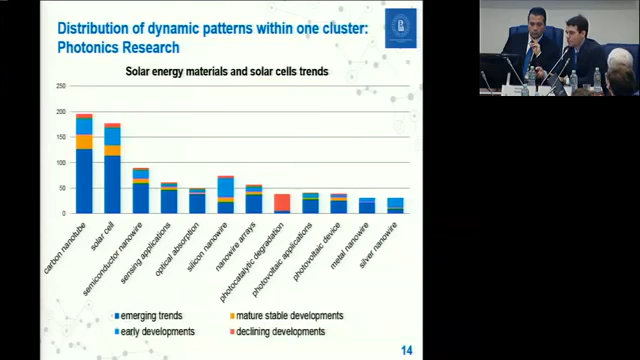 Distribution of dynamic patterns within one cluster:
Photonics Research
Solar energy materials and solar cells trends
250
200
150
100
50
0
carbon nanotube
solar cell
semiconductor nanowire
sensing applications
optical absorption
silicon nanowire
nanowire arrays
photocatalytic degradation
photovoltaic applications
photovoltaic device
metal nanowire
silver nanowire
emerging trends
mature stable developments
early developments
declining developments
14